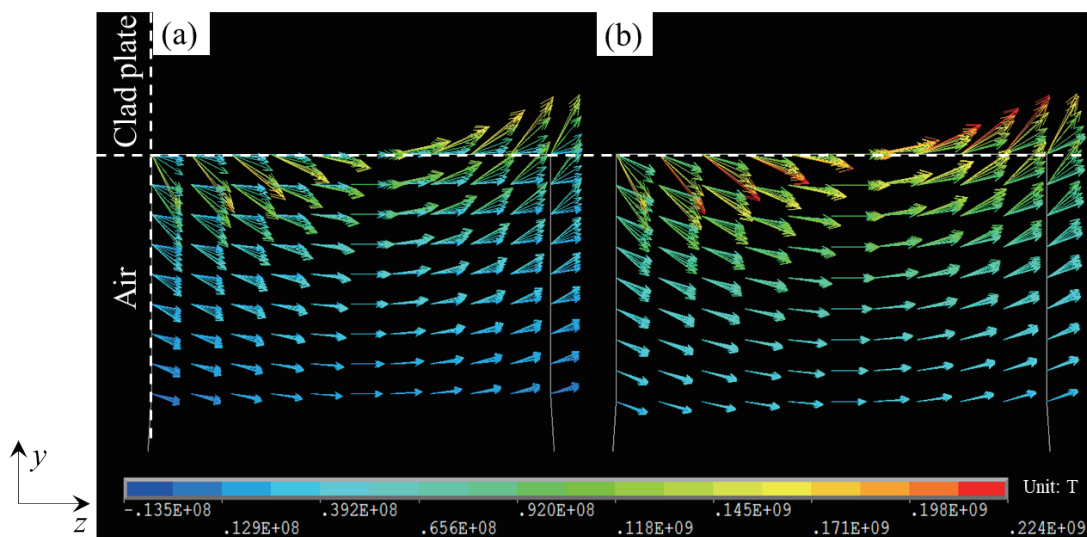 (a)
(b)
Clad plate
Air
y
z
Unit: T
-.135E+08 .392E+08 .920E+08 .145E+09 .198E+09
.129E+08 .656E+08 .118E+09 .171E+09 .224E+09